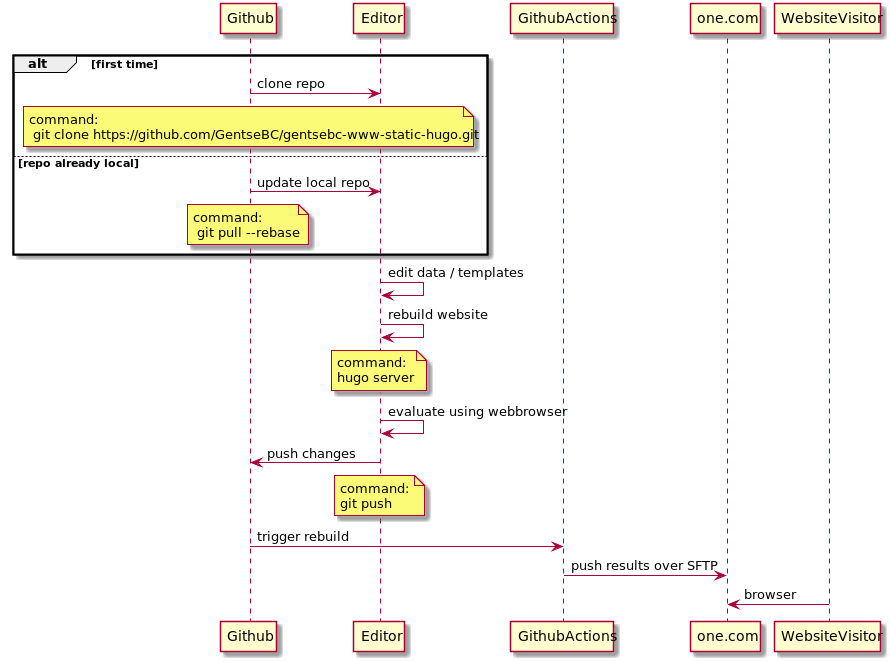 Github
Editor
GithubActions
one.com
WebsiteVisitor
alt
[first time]
clone repo
command:
git clone https://github.com/GentseBC/gentsebc-www-static-hugo.git
[repo already local]
update local repo
command:
git pull --rebase
edit data / templates
rebuild website
command:
hugo server
evaluate using webbrowser
push changes
command:
git push
trigger rebuild
push results over SFTP
browser
Github
Editor
GithubActions
one.com
WebsiteVisitor